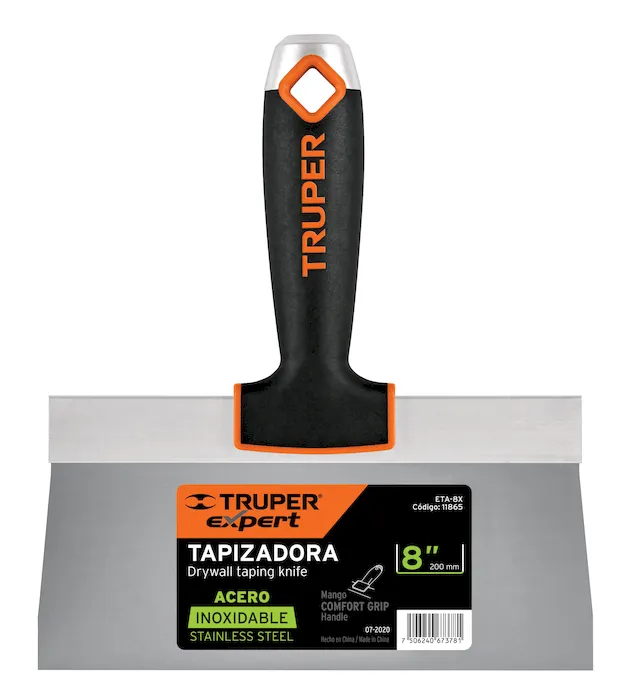 TRUPER
TRUPER®
expert
ETA-8X
Código: 11865
TAPIZADORA
Drywall taping knife
8"
200 mm
ACERO
INOXIDABLE
STAINLESS STEEL
Mango
COMFORT GRIP
Handle
07-2020
Hecho en China / Made in China
7 506240 673781